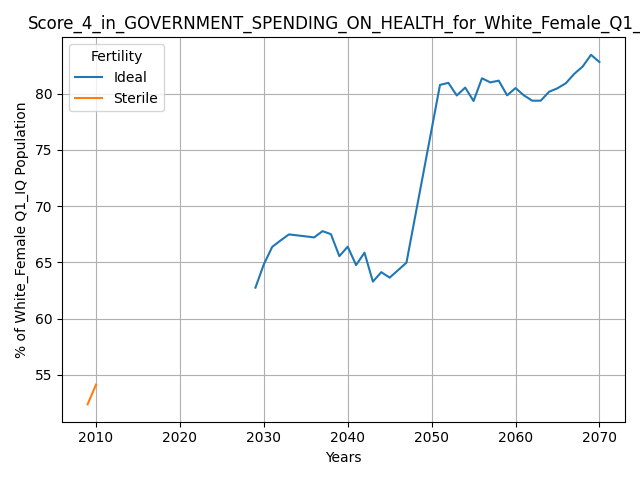 Score_4_in_GOVERNMENT_SPENDING_ON_HEALTH_for_White_Female_Q1_
Fertility
Ideal
Sterile
% of White_Female Q1_IQ Population
80
75
70
65
60
55
2010 2020 2030 2040 2050 2060 2070
Years